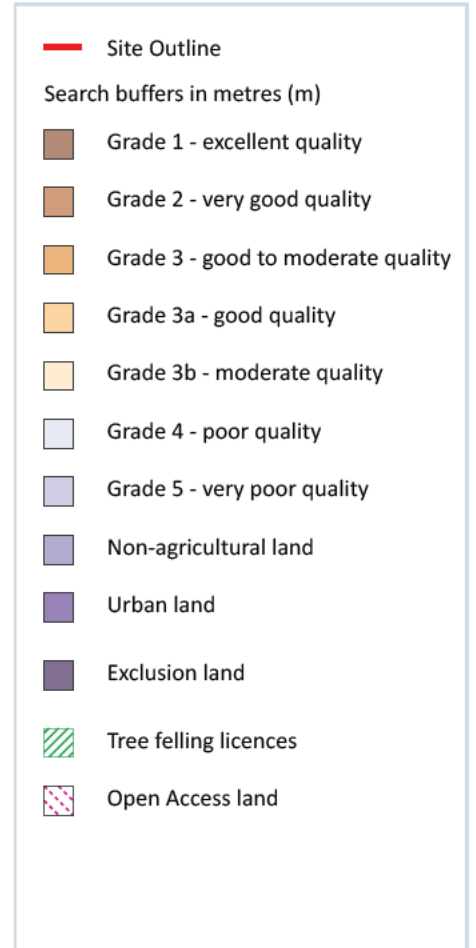 Site Outline
Search buffers in metres (m)
Grade 1 - excellent quality
Grade 2 - very good quality
Grade 3 - good to moderate quality
Grade 3a - good quality
Grade 3b - moderate quality
Grade 4 - poor quality
Grade 5 - very poor quality
Non-agricultural land
Urban land
Exclusion land
Tree felling licences
Open Access land